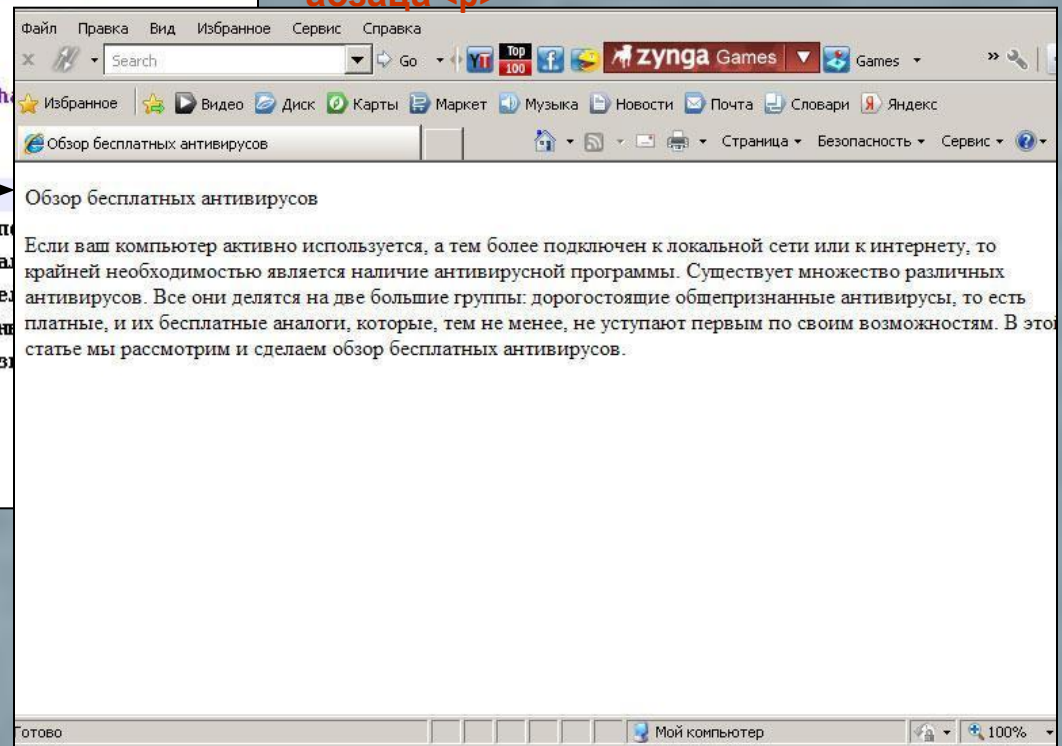 абзаца <p>
Файл Правка Вид Избранное Сервис Справка
Search Go YT Top 100 zynga Games Games
Избранное Видео Диск Карты Маркет Музыка Новости Почта Словари Яндекс
Обзор бесплатных антивирусов Страница Безопасность Сервис
Обзор бесплатных антивирусов
Если ваш компьютер активно используется, а тем более подключен к локальной сети или к интернету, то
крайней необходимостью является наличие антивирусной программы. Существует множество различных
антивирусов. Все они делятся на две большие группы: дорогостоящие общепризнанные антивирусы, то есть
платные, и их бесплатные аналоги, которые, тем не менее, не уступают первым по своим возможностям. В этой
статье мы рассмотрим и сделаем обзор бесплатных антивирусов.
Готово Мой компьютер 100%